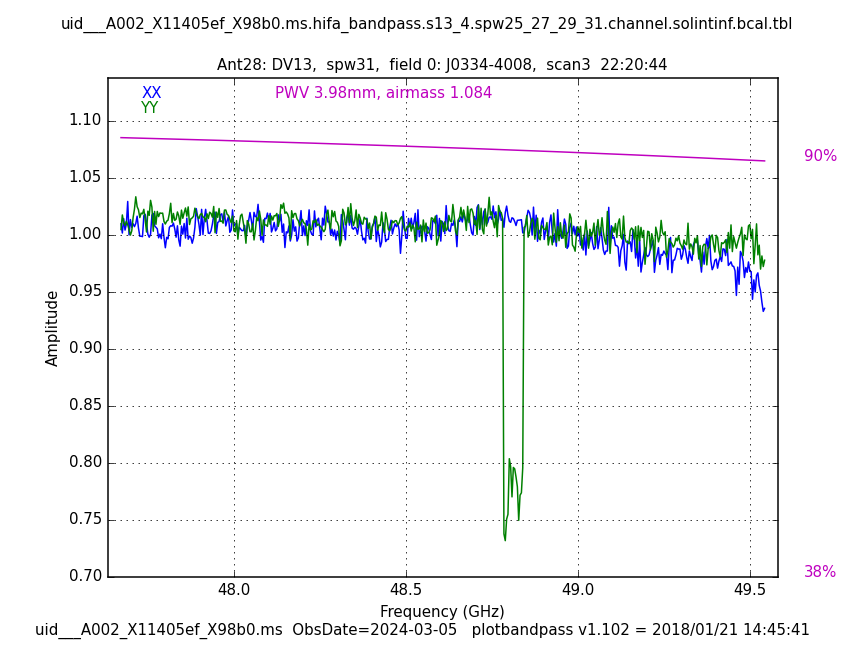 uid___A002_X11405ef_X98b0.ms.hifa_bandpass.s13_4.spw25_27_29_31.channel.solintinf.bcal.tbl
Ant28: DV13,  spw31,  field 0: J0334-4008,  scan3  22:20:44
XX
PWV 3.98mm, airmass 1.084
YY
1.10
90%
1.05
1.00
0.95
Amplitude
0.90
0.85
0.80
0.75
0.70
38%
48.0
48.5
49.0
49.5
Frequency (GHz)
uid___A002_X11405ef_X98b0.ms  ObsDate=2024-03-05   plotbandpass v1.102 = 2018/01/21 14:45:41